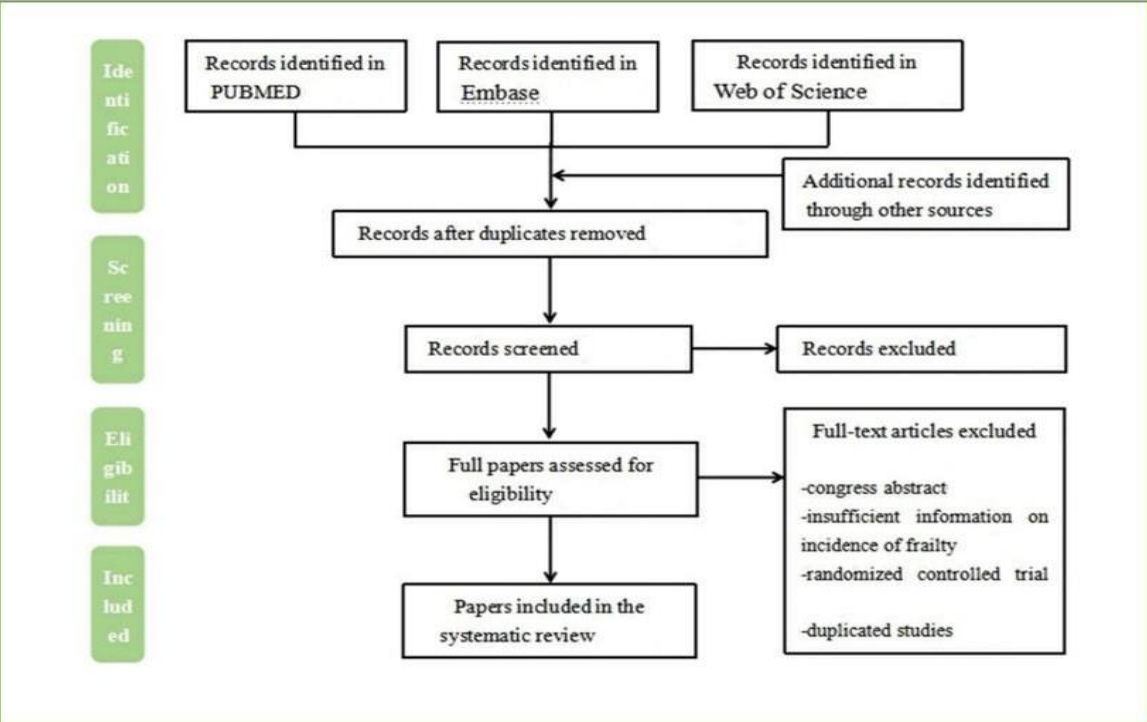 Ide
nti
fic
ati
on
Records identified in
PUBMED
Records identified in
Embase
Records identified in
Web of Science
Additional records identified
through other sources
Records after duplicates removed
Sc
ree
nin
g
Records screened
Records excluded
Eli
gib
ilit
Full papers assessed for
eligibility
Full-text articles excluded
-congress abstract
-insufficient information on
incidence of frailty
-randomized controlled trial
-duplicated studies
Inc
lud
ed
Papers included in the
systematic review